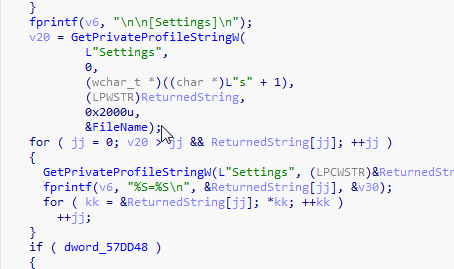 }
fprintf(v6, "\n\n[Settings]\n");
v20 = GetPrivateProfileStringW(
L"Settings",
0,
(wchar_t *)((char *)L"s" + 1),
(LPWSTR)ReturnedString,
0x2000u,
&FileName);
for ( jj = 0; v20 > jj && ReturnedString[jj]; ++jj )
{
GetPrivateProfileStringW(L"Settings", (LPCWSTR)&Returned
fprintf(v6, "%S=%S\n", &ReturnedString[jj], &v30);
for ( kk = &ReturnedString[jj]; *kk; ++kk )
++jj;
}
if ( dword_57DD48 )
{